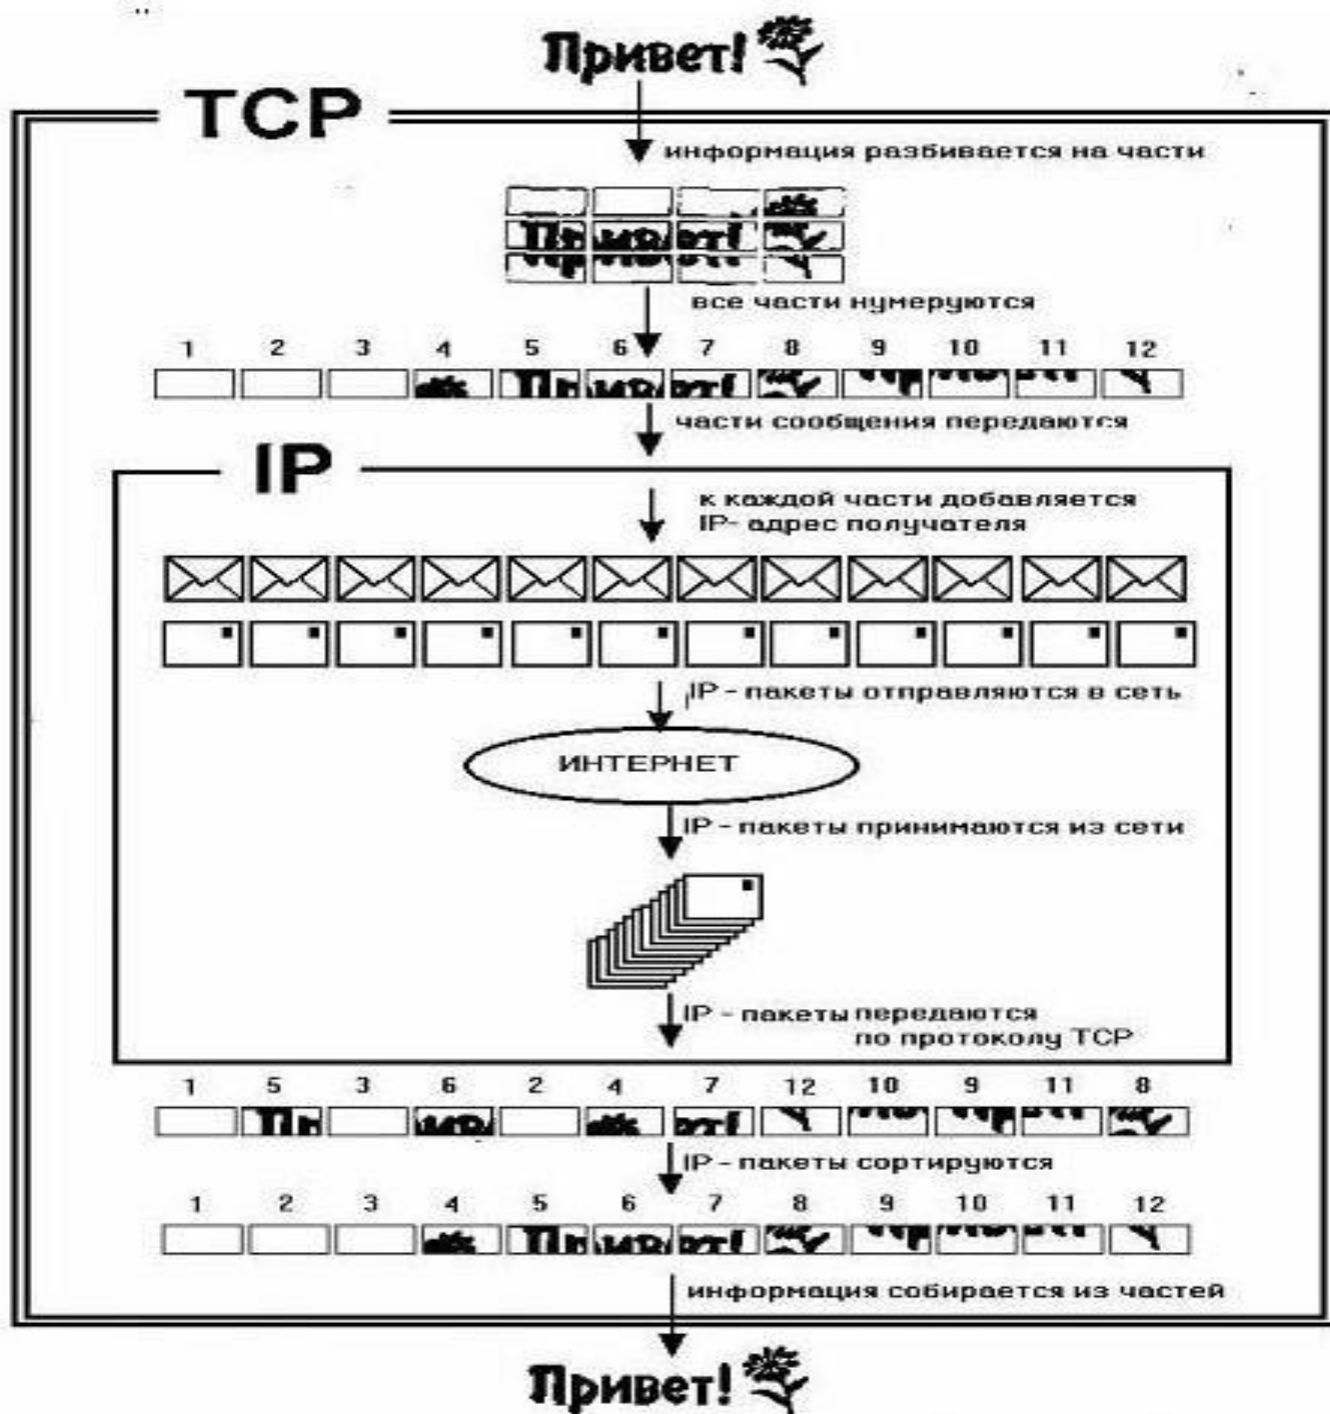 Привет!
TCP
информация разбивается на части
Привет!
все части нумеруются
1 2 3 4 5 6 7 8 9 10 11 12
части сообщения передаются
IP
к каждой части добавляется
IP- адрес получателя
IP - пакеты отправляются в сеть
ИНТЕРНЕТ
IP - пакеты принимаются из сети
IP - пакеты передаются
по протоколу TCP
1 5 3 6 2 4 7 12 10 9 11 8
IP - пакеты сортируются
1 2 3 4 5 6 7 8 9 10 11 12
информация собирается из частей
Привет!